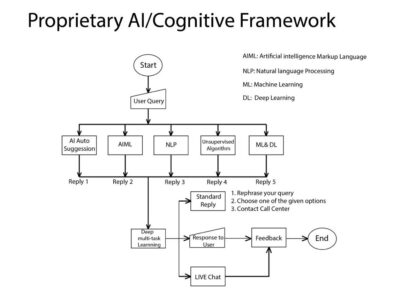 Proprietary AI/Cognitive Framework
AIML: Artificial intelligence Markup Language
NLP: Natural language Processing
ML: Machine Learning
DL: Deep Learning
Start
User Query
AI Auto
Suggession
AIML
NLP
Unsupervised
Algorithm
ML& DL
Reply 1
Reply 2
Reply 3
Reply 4
Reply 5
Standard
Reply
1. Rephrase your query
2. Choose one of the given options
3. Contact Call Center
Deep
multi-task
Learnning
Response to
User
Feedback
End
LIVE Chat